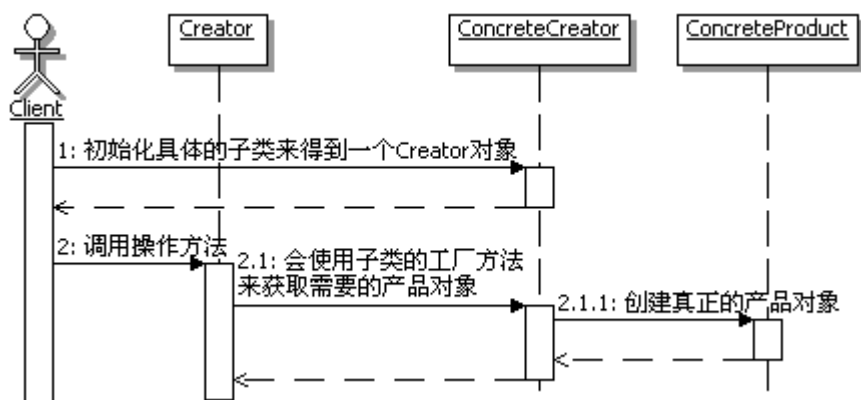 Creator
ConcreteCreator
ConcreteProduct
Client
1: 初始化具体的子类来得到一个Creator对象
2: 调用操作方法
2.1: 会使用子类的工厂方法
来获取需要的产品对象
2.1.1: 创建真正的产品对象